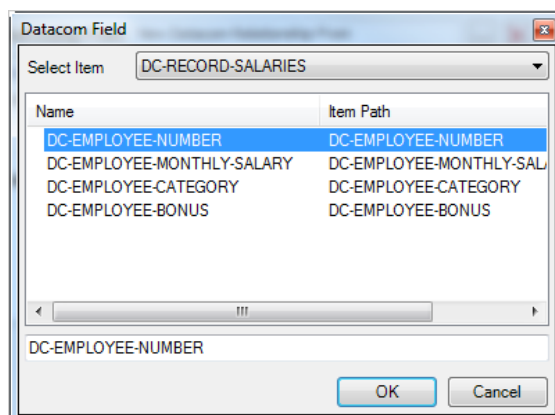 Datacom Field
Select Item DC-RECORD-SALARIES
Name Item Path
DC-EMPLOYEE-NUMBER DC-EMPLOYEE-NUMBER
DC-EMPLOYEE-MONTHLY-SALARY DC-EMPLOYEE-MONTHLY-SAL
DC-EMPLOYEE-CATEGORY DC-EMPLOYEE-CATEGORY
DC-EMPLOYEE-BONUS DC-EMPLOYEE-BONUS
DC-EMPLOYEE-NUMBER
OK Cancel